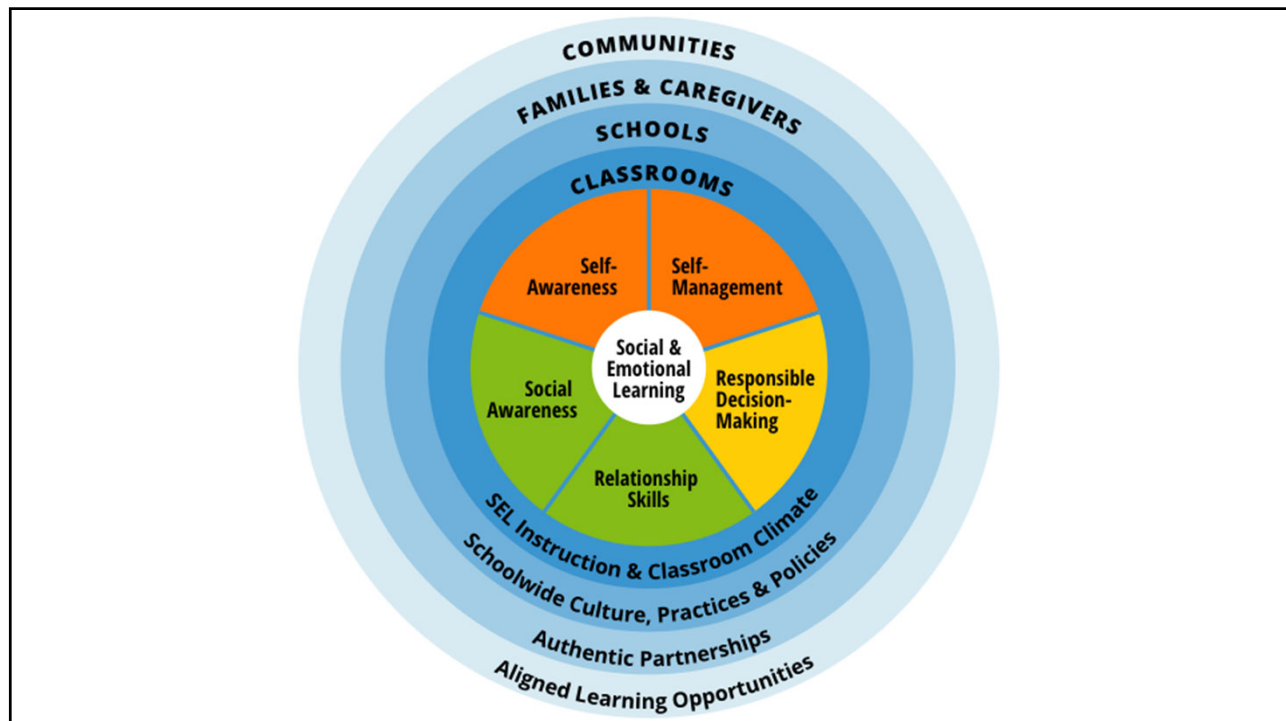 COMMUNITIES
FAMILIES & CAREGIVERS
SCHOOLS
CLASSROOMS
Self-
Awareness
Self-
Management
Social &
Emotional
Learning
Social
Awareness
Responsible
Decision-
Making
Relationship
Skills
SEL Instruction & Classroom Climate
Schoolwide Culture, Practices & Policies
Authentic Partnerships
Aligned Learning Opportunities